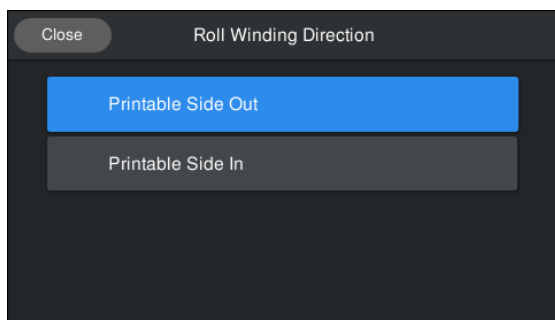 Close Roll Winding Direction
Printable Side Out
Printable Side In